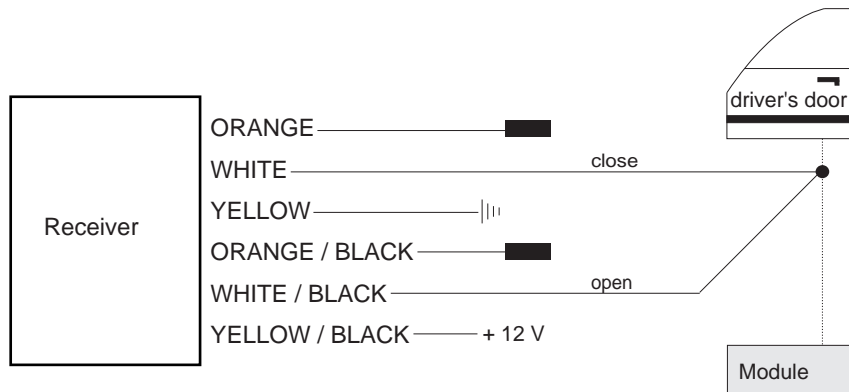 driver's door
ORANGE
WHITE
close
YELLOW
Receiver
ORANGE / BLACK
WHITE / BLACK
open
YELLOW / BLACK
+ 12 V
Module